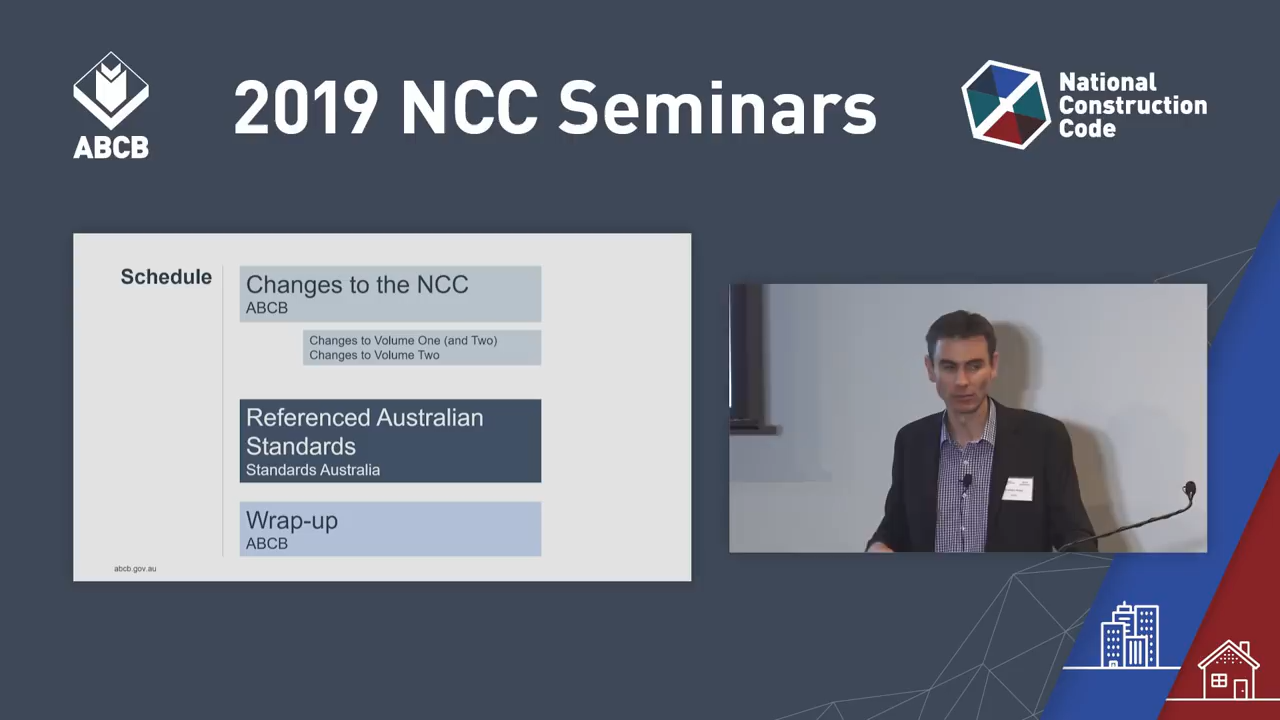 ABCB
2019 NCC Seminars
National
Construction
Code
Schedule
Changes to the NCC
ABCB
Changes to Volume One (and Two)
Changes to Volume Two
Referenced Australian
Standards
Standards Australia
Wrap-up
ABCB
abcb.gov.au